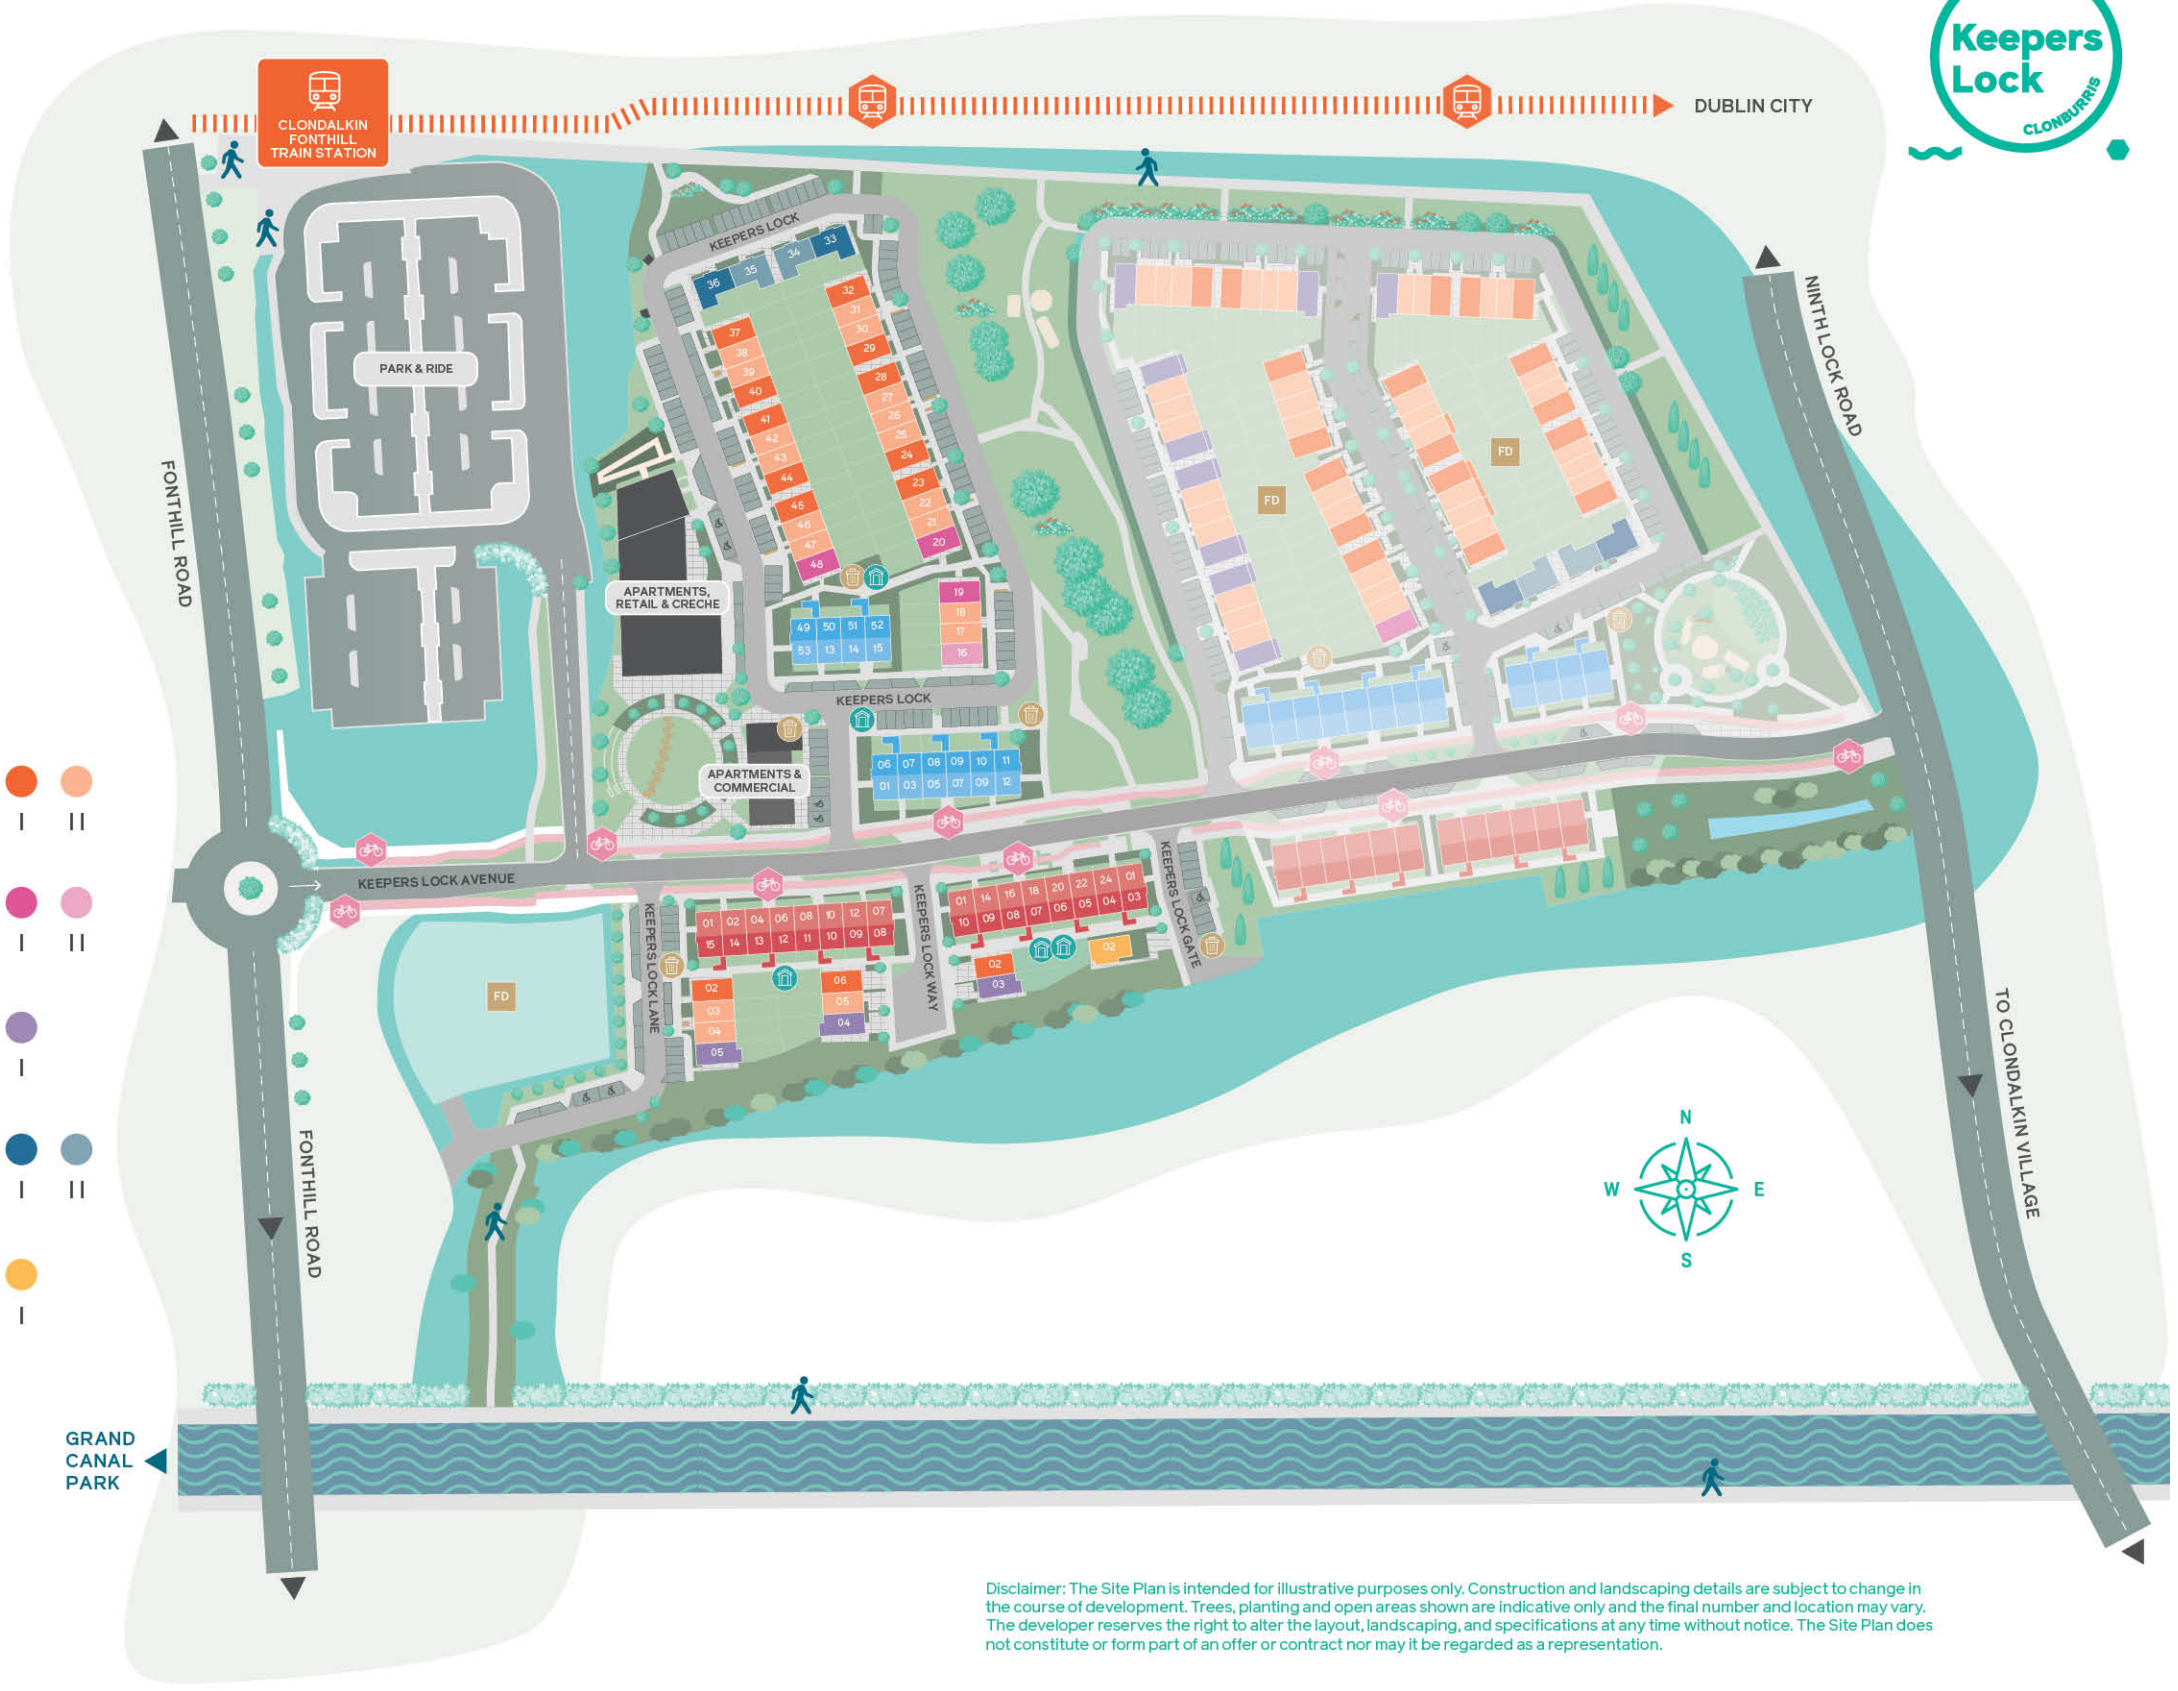 Keepers
Lock
CLONBURRIS
CLONDALKIN
FONTHILL
TRAIN STATION
DUBLIN CITY
NINTH LOCK ROAD
FONTHILL ROAD
PARK & RIDE
KEEPERS LOCK
36 35 34 33
32
31
30
29
28
27
26
25
24
23
22
21
20
37
38
39
40
41
42
43
44
45
46
47
48
19
18
17
16
49 50 51 52
53 13 14 15
FD
FD
APARTMENTS,
RETAIL & CRECHE
KEEPERS LOCK
APARTMENTS &
COMMERCIAL
06 07 08 09 10 11
01 03 05 07 09 12
I II
KEEPERS LOCK AVENUE
01 02 04 06 08 10 12 07
15 14 13 12 11 10 09 08
01 14 16 18 20 22 24 01
10 09 08 07 06 05 04 03
KEEPERS LOCK LANE
KEEPERS LOCK WAY
KEEPERS LOCK GATE
02
03
04
05
06
05
04
02
03
02
FD
I II
I
I II
I
FONTHILL ROAD
TO CLONDALKIN VILLAGE
N
W E
S
GRAND
CANAL
PARK
Disclaimer: The Site Plan is intended for illustrative purposes only. Construction and landscaping details are subject to change in
the course of development. Trees, planting and open areas shown are indicative only and the final number and location may vary.
The developer reserves the right to alter the layout, landscaping, and specifications at any time without notice. The Site Plan does
not constitute or form part of an offer or contract nor may it be regarded as a representation.